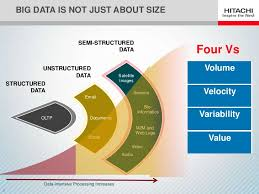 BIG DATA IS NOT JUST ABOUT SIZE
HITACHI
Inspire the Next
SEMI-STRUCTURED
DATA
UNSTRUCTURED
DATA
STRUCTURED
DATA
OLTP
Email
Documents
Satellite
Images
Bio-
Informatics
M2M and
Web Logs
Video
Audio
Four Vs
Volume
Velocity
Variability
Value
Data-Intensive Processing Increases